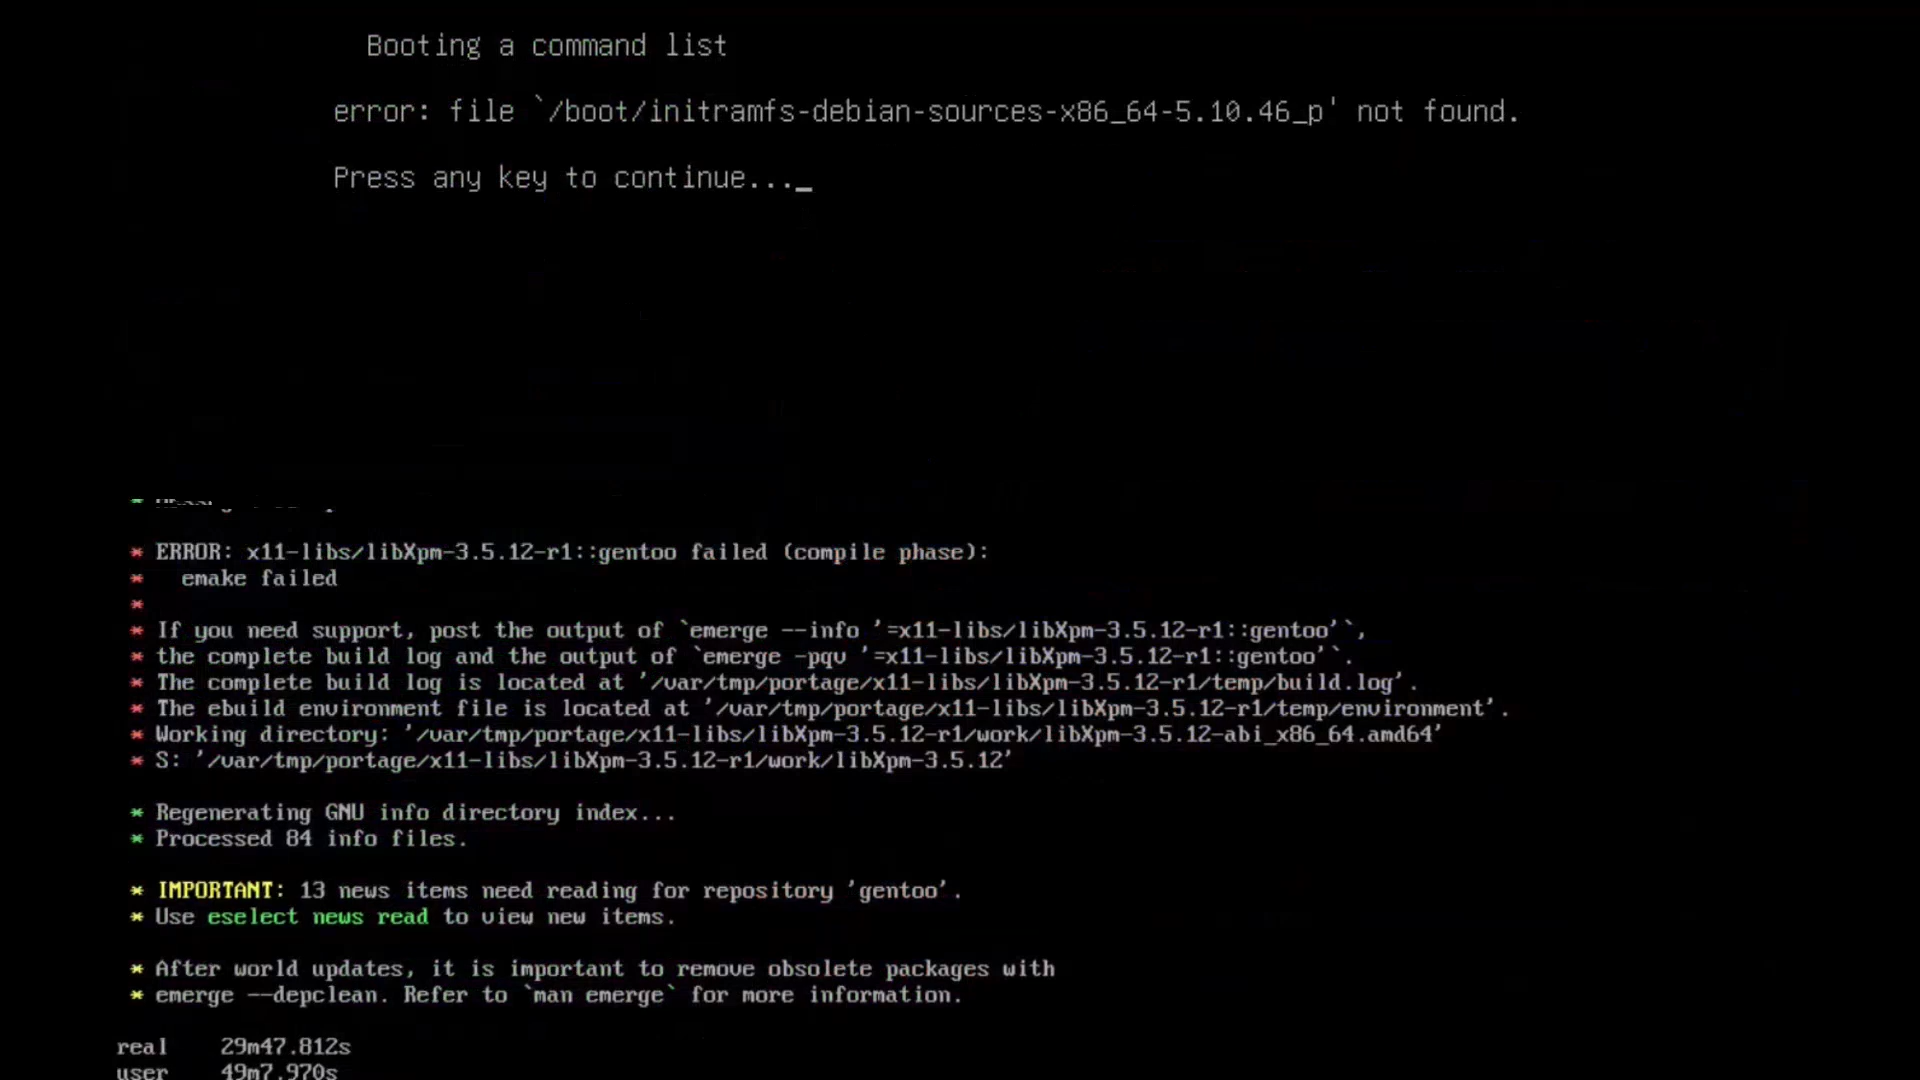 Booting a command list
error: file `/boot/initramfs-debian-sources-x86_64-5.10.46_p' not found.
Press any key to continue..._
* ERROR: x11-libs/libXpm-3.5.12-r1::gentoo failed (compile phase):
*   emake failed
*
* If you need support, post the output of `emerge --info '=x11-libs/libXpm-3.5.12-r1::gentoo'`,
* the complete build log and the output of `emerge -pqv '=x11-libs/libXpm-3.5.12-r1::gentoo'`.
* The complete build log is located at '/var/tmp/portage/x11-libs/libXpm-3.5.12-r1/temp/build.log'.
* The ebuild environment file is located at '/var/tmp/portage/x11-libs/libXpm-3.5.12-r1/temp/environment'.
* Working directory: '/var/tmp/portage/x11-libs/libXpm-3.5.12-r1/work/libXpm-3.5.12-abi_x86_64.amd64'
* S: '/var/tmp/portage/x11-libs/libXpm-3.5.12-r1/work/libXpm-3.5.12'
* Regenerating GNU info directory index...
* Processed 84 info files.
* IMPORTANT: 13 news items need reading for repository 'gentoo'.
* Use eselect news read to view new items.
* After world updates, it is important to remove obsolete packages with
* emerge --depclean. Refer to `man emerge` for more information.
real    29m47.812s
user    49m7.970s